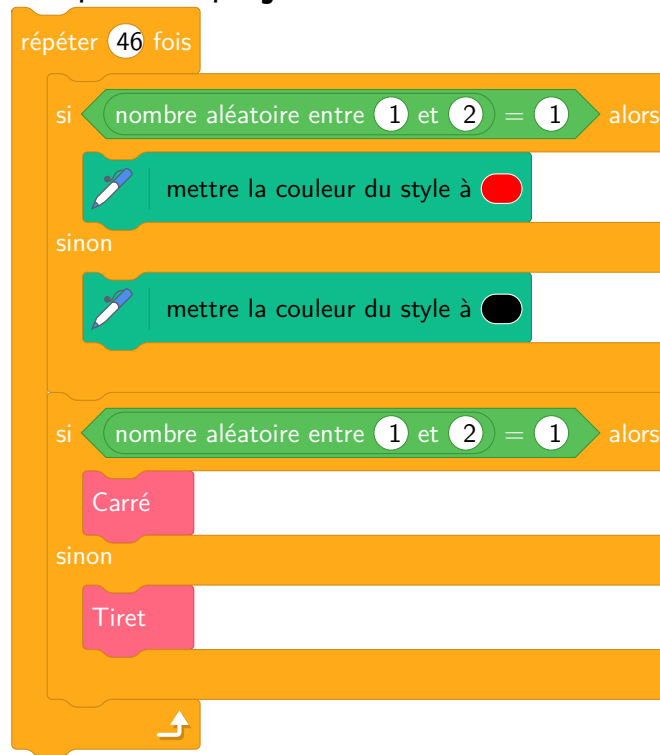 répéter 46 fois
si nombre aléatoire entre 1 et 2 = 1 alors
mettre la couleur du style à
sinon
mettre la couleur du style à
si nombre aléatoire entre 1 et 2 = 1 alors
Carré
sinon
Tiret